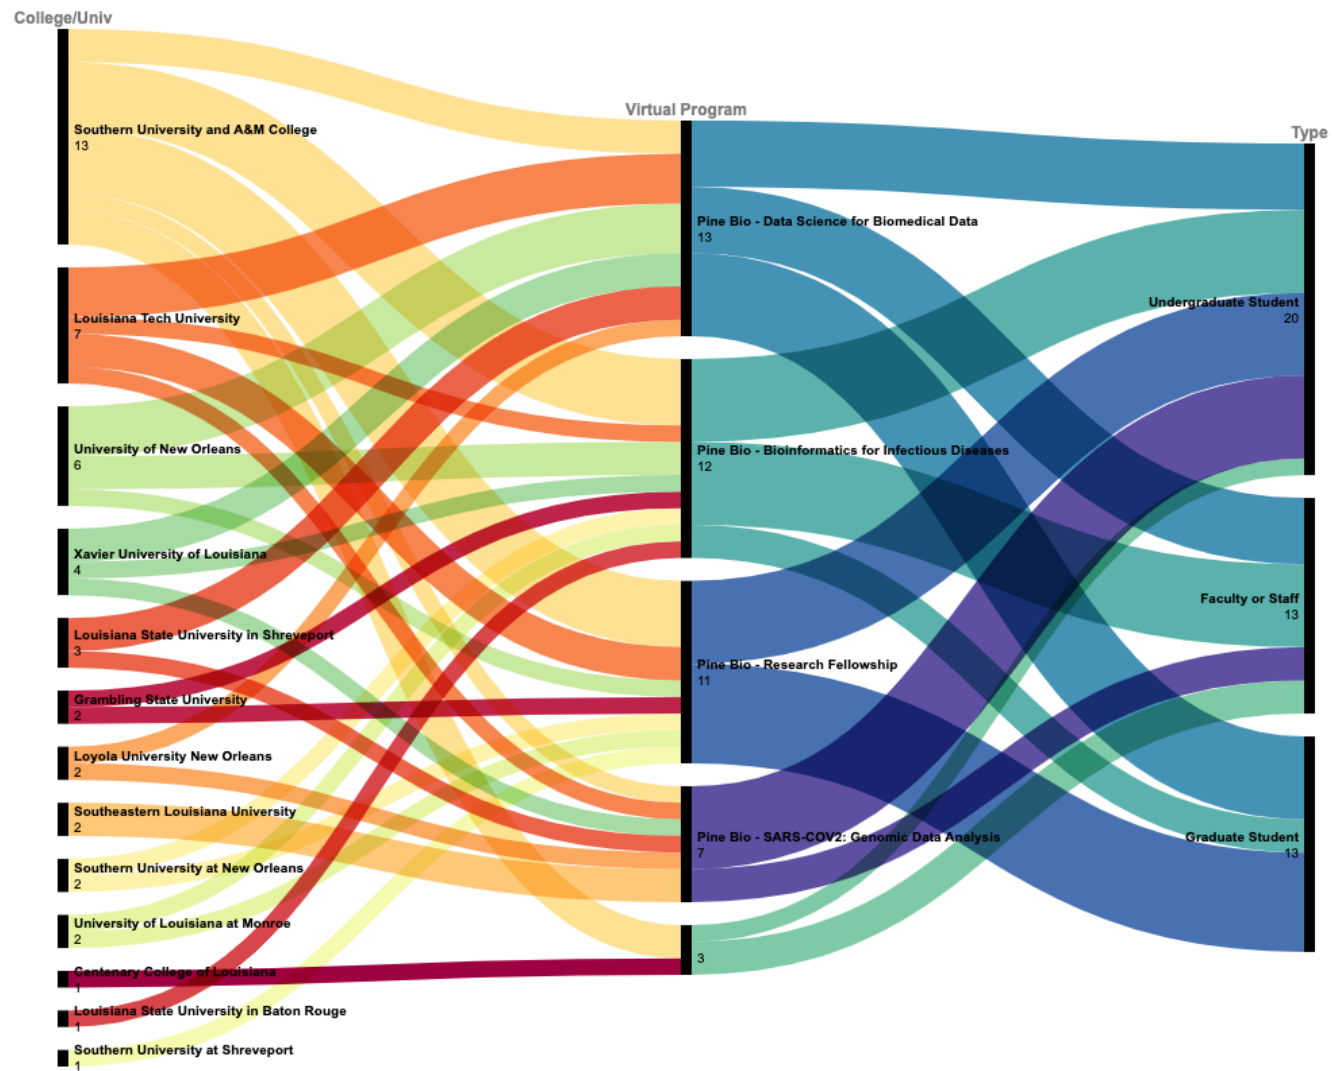 College/Univ
Southern University and A&M College
13
Louisiana Tech University
7
University of New Orleans
6
Xavier University of Louisiana
4
Louisiana State University in Shreveport
3
Grambling State University
2
Loyola University New Orleans
2
Southeastern Louisiana University
2
Southern University at New Orleans
2
University of Louisiana at Monroe
2
Centenary College of Louisiana
1
Louisiana State University in Baton Rouge
1
Southern University at Shreveport
1
Virtual Program
Pine Bio - Data Science for Biomedical Data
13
Pine Bio - Bioinformatics for Infectious Diseases
12
Pine Bio - Research Fellowship
11
Pine Bio - SARS-COV2: Genomic Data Analysis
7
3
Type
Undergraduate Student
20
Faculty or Staff
13
Graduate Student
13